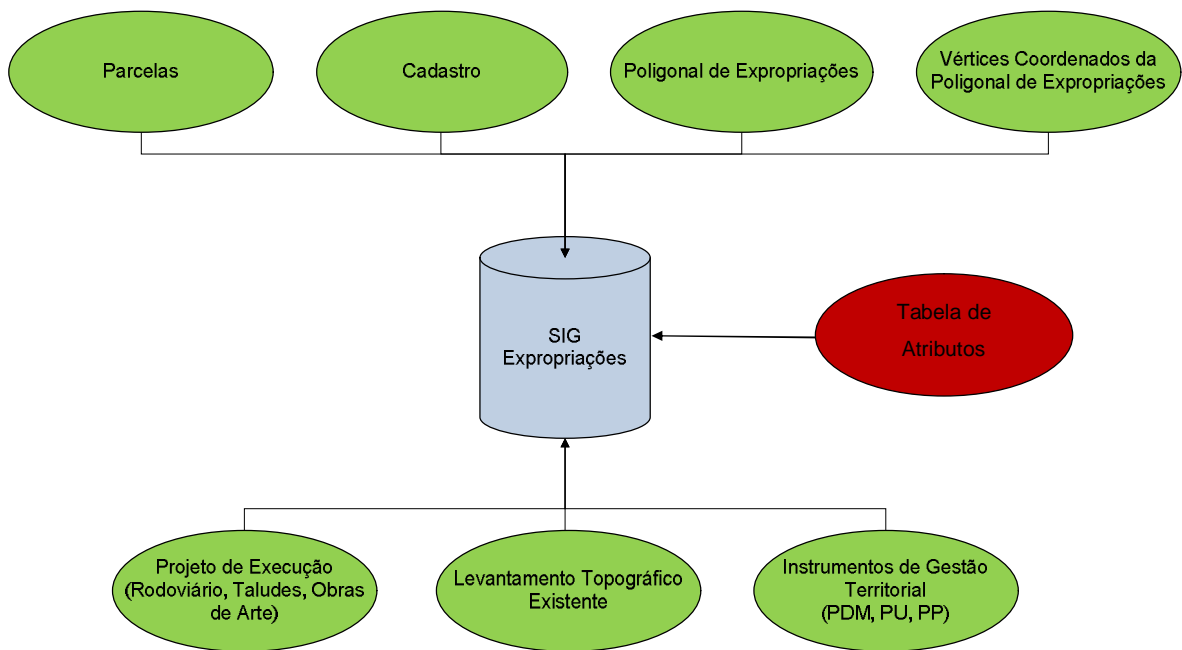 Parcelas
Cadastro
Poligonal de Expropriações
Vértices Coordenados da
Poligonal de Expropriações
SIG
Expropriações
Tabela de
Atributos
Projeto de Execução
(Rodoviário, Taludes, Obras
de Arte)
Levantamento Topográfico
Existente
Instrumentos de Gestão
Territorial
(PDM, PU, PP)